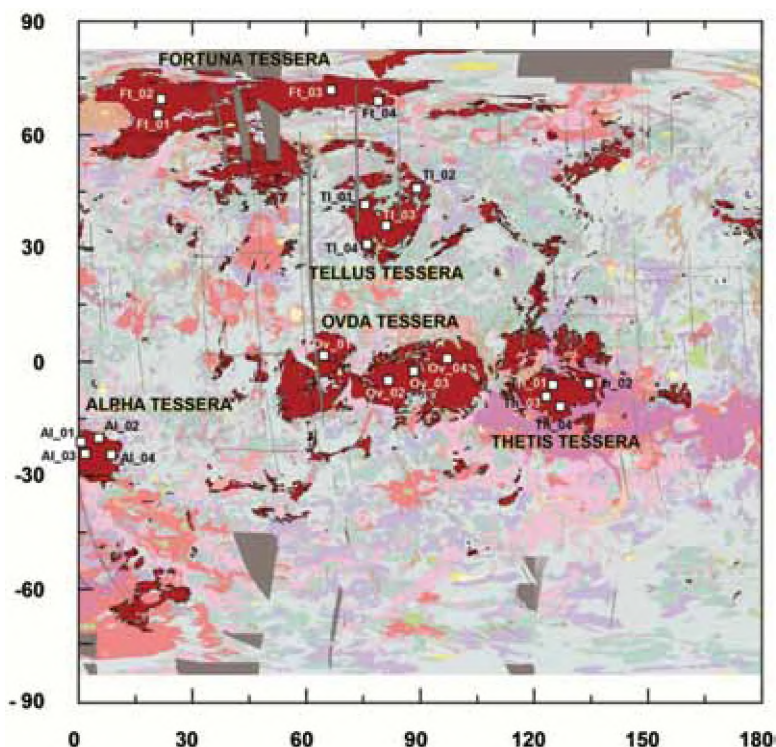 90
FORTUNA TESSERA
Ft_02
Ft_03
Ft_01
Ft_04
60
Tl_02
Tl_01
Tl_03
Tl_04
30
TELLUS TESSERA
OVDA TESSERA
Ov_01
0
Ov_04
Ov_03
Ov_02
Th_01
Th_02
Th_03
Th_04
ALPHA TESSERA
THETIS TESSERA
Al_01
Al_02
Al_03
Al_04
-30
-60
-90
0 30 60 90 120 150 180